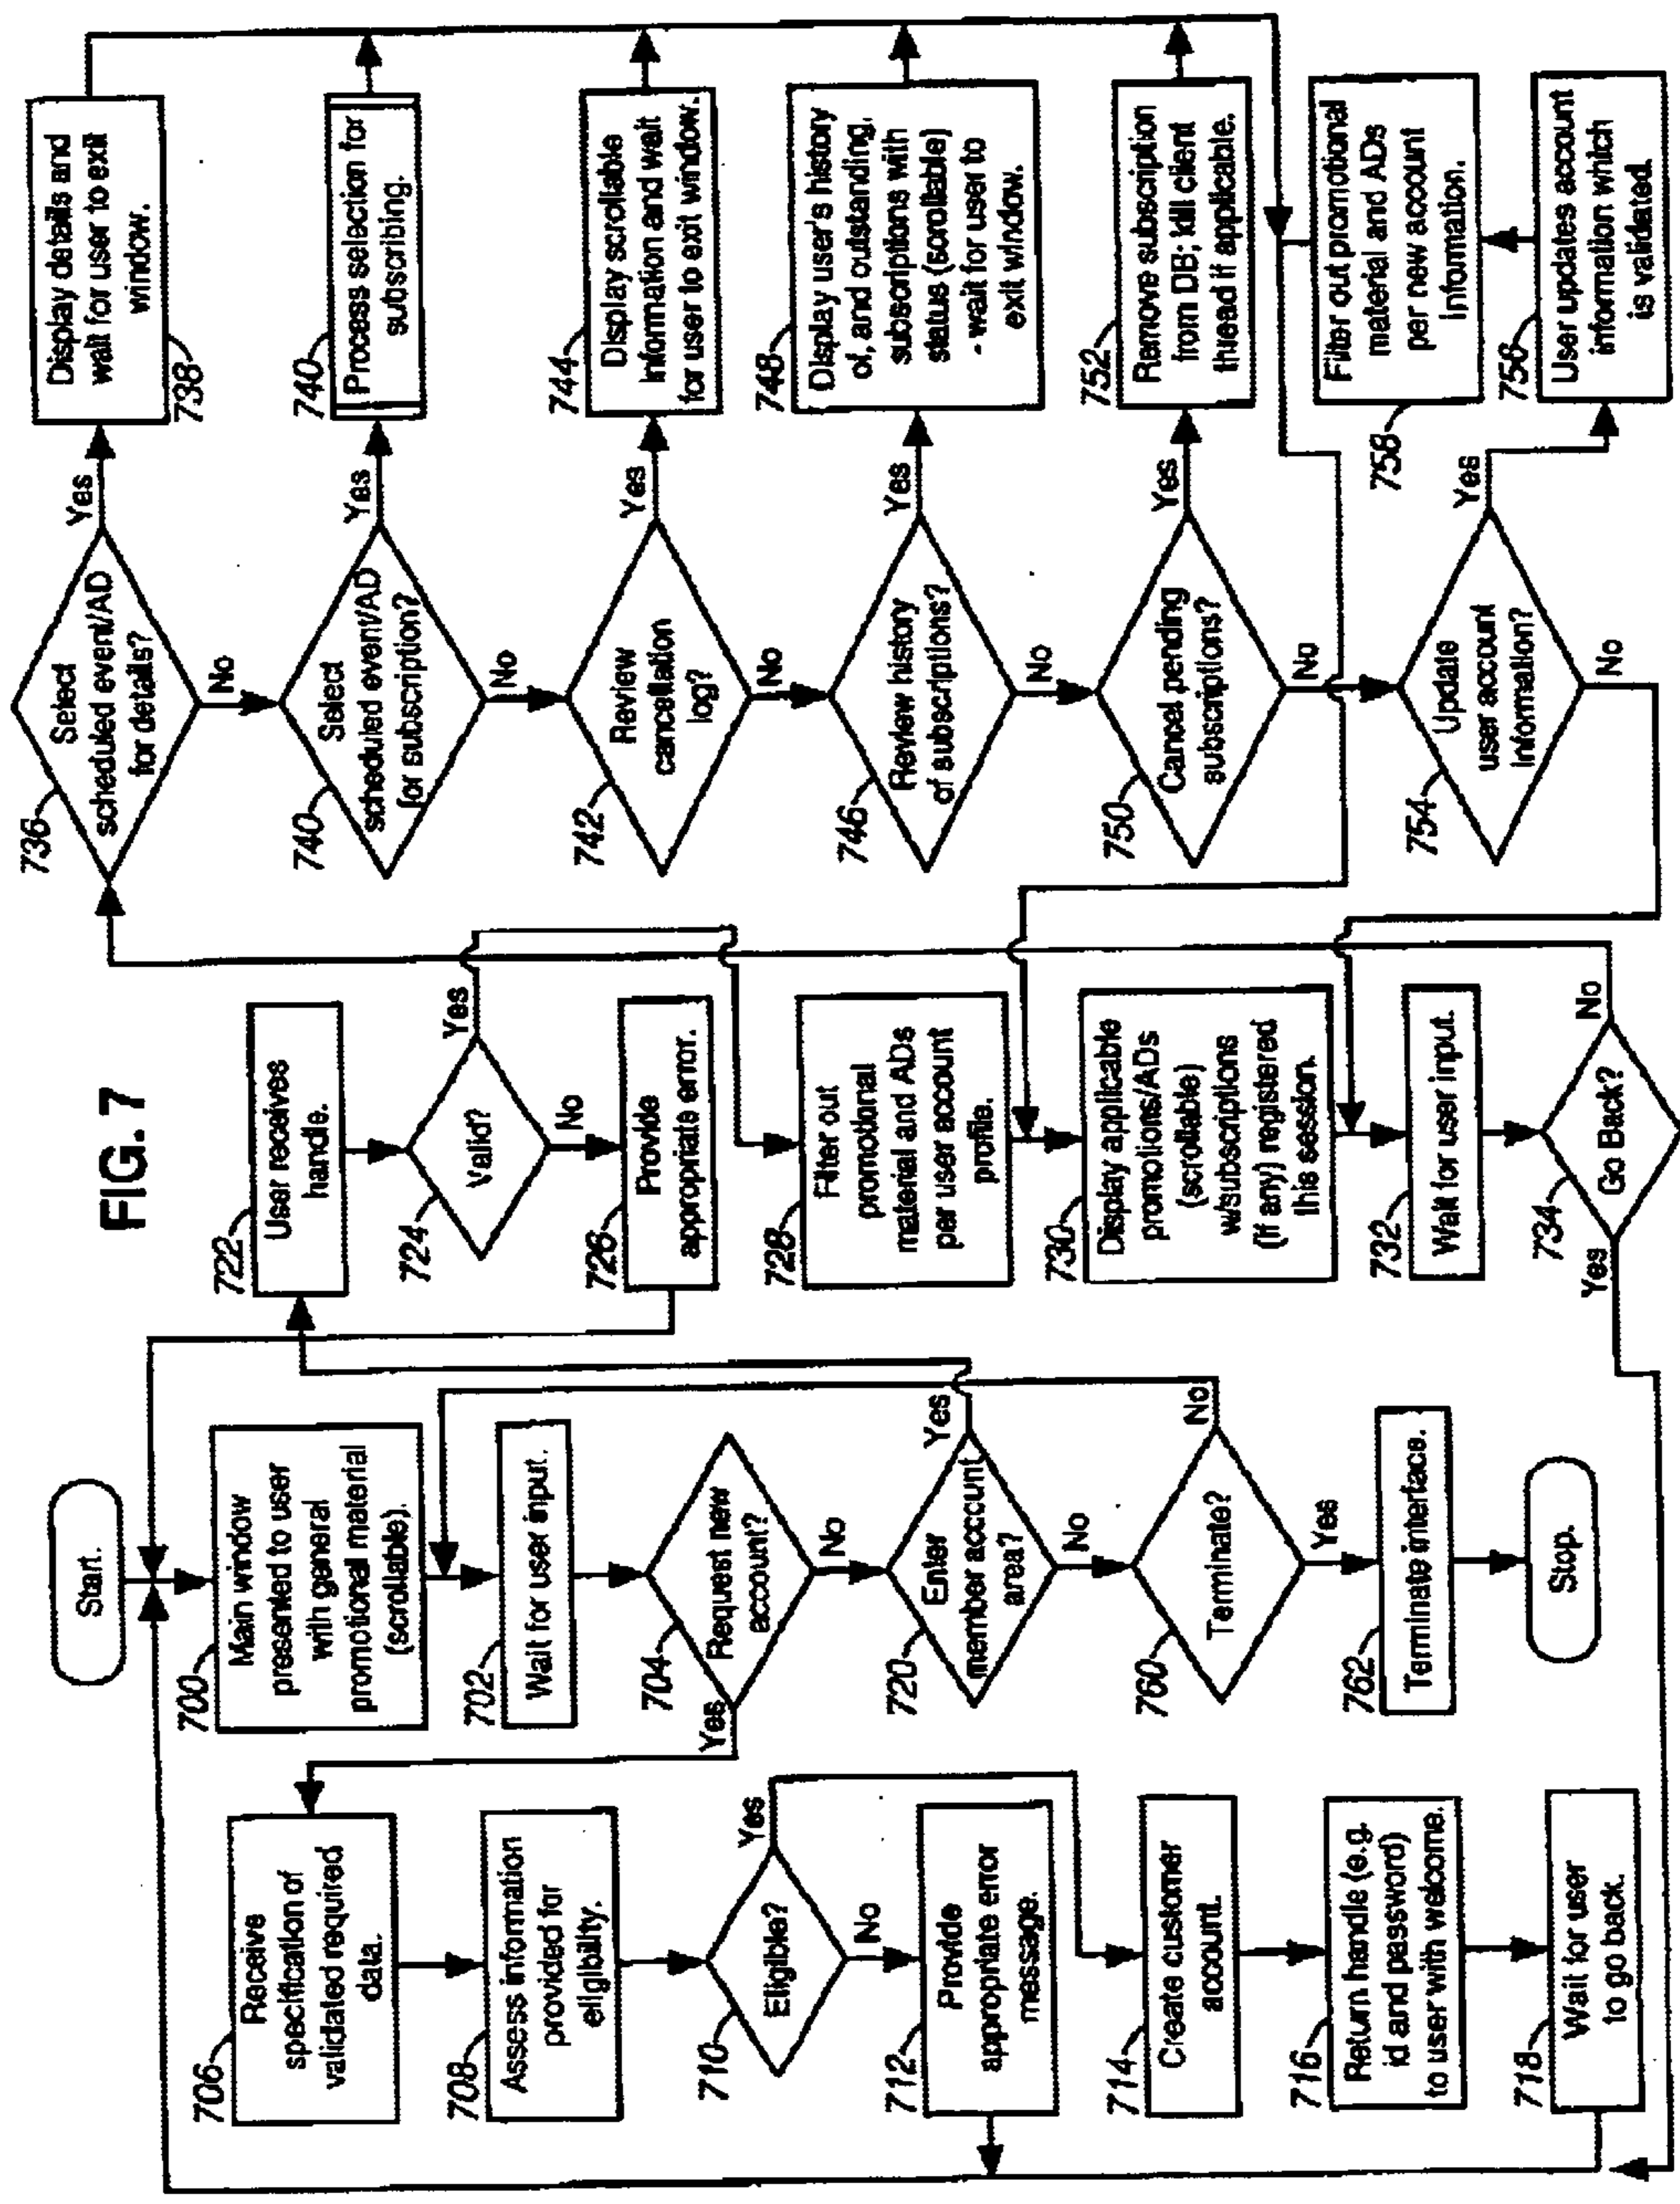 FIG. 7
Start.
700
Main window
presented to user
with general
promotional material
(scrollable).
702
Wait for user input.
704
Request new
account?
Yes
No
706
Receive
specification of
validated required
data.
708
Assess information
provided for
eligibility.
710
Eligible?
Yes
No
712
Provide
appropriate error
message.
714
Create customer
account.
716
Return handle (e.g.
id and password)
to user with welcome.
718
Wait for user
to go back.
720
Enter
member account
area?
Yes
No
760
Terminate?
No
Yes
762
Terminate interface.
Stop.
722
User receives
handle.
724
Valid?
Yes
No
726
Provide
appropriate error.
728
Filter out
promotional
material and ADs
per user account
profile.
730
Display applicable
promotions/ADs
(scrollable)
w/subscriptions
(if any) registered
this session.
732
Wait for user input.
734
Go Back?
Yes
No
736
Select
scheduled event/AD
for details?
Yes
No
Display details and
wait for user to exit
window.
738
740
Select
scheduled event/AD
for subscription?
Yes
No
740
Process selection for
subscribing.
742
Review
cancellation
log?
Yes
No
744
Display scrollable
information and wait
for user to exit window.
746
Review history
of subscriptions?
Yes
No
748
Display user's history
of, and outstanding,
subscriptions with
status (scrollable)
- wait for user to
exit window.
750
Cancel pending
subscriptions?
Yes
No
752
Remove subscription
from DB; kill client
thread if applicable.
754
Update
user account
information?
Yes
No
756
User updates account
information which
is validated.
758
Filter out promotional
material and ADs
per new account
information.